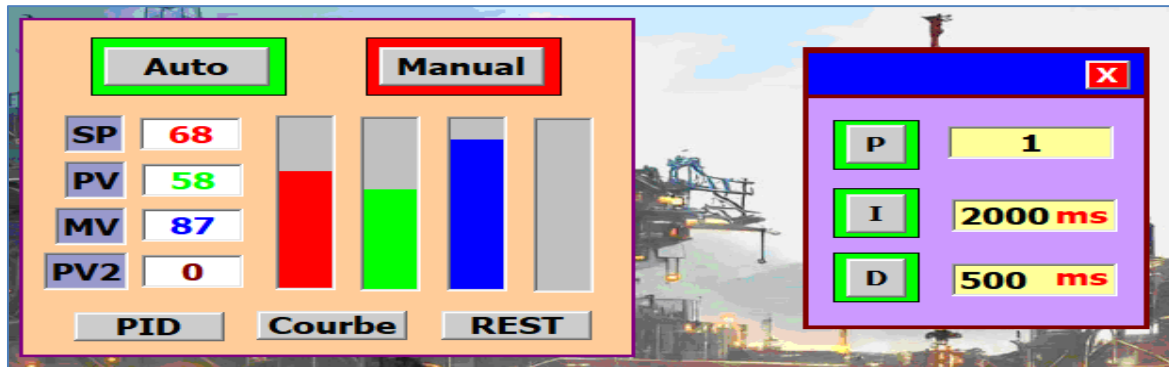 Auto Manual
SP 68
PV 58
MV 87
PV2 0
PID Courbe REST
X
P 1
I 2000 ms
D 500 ms